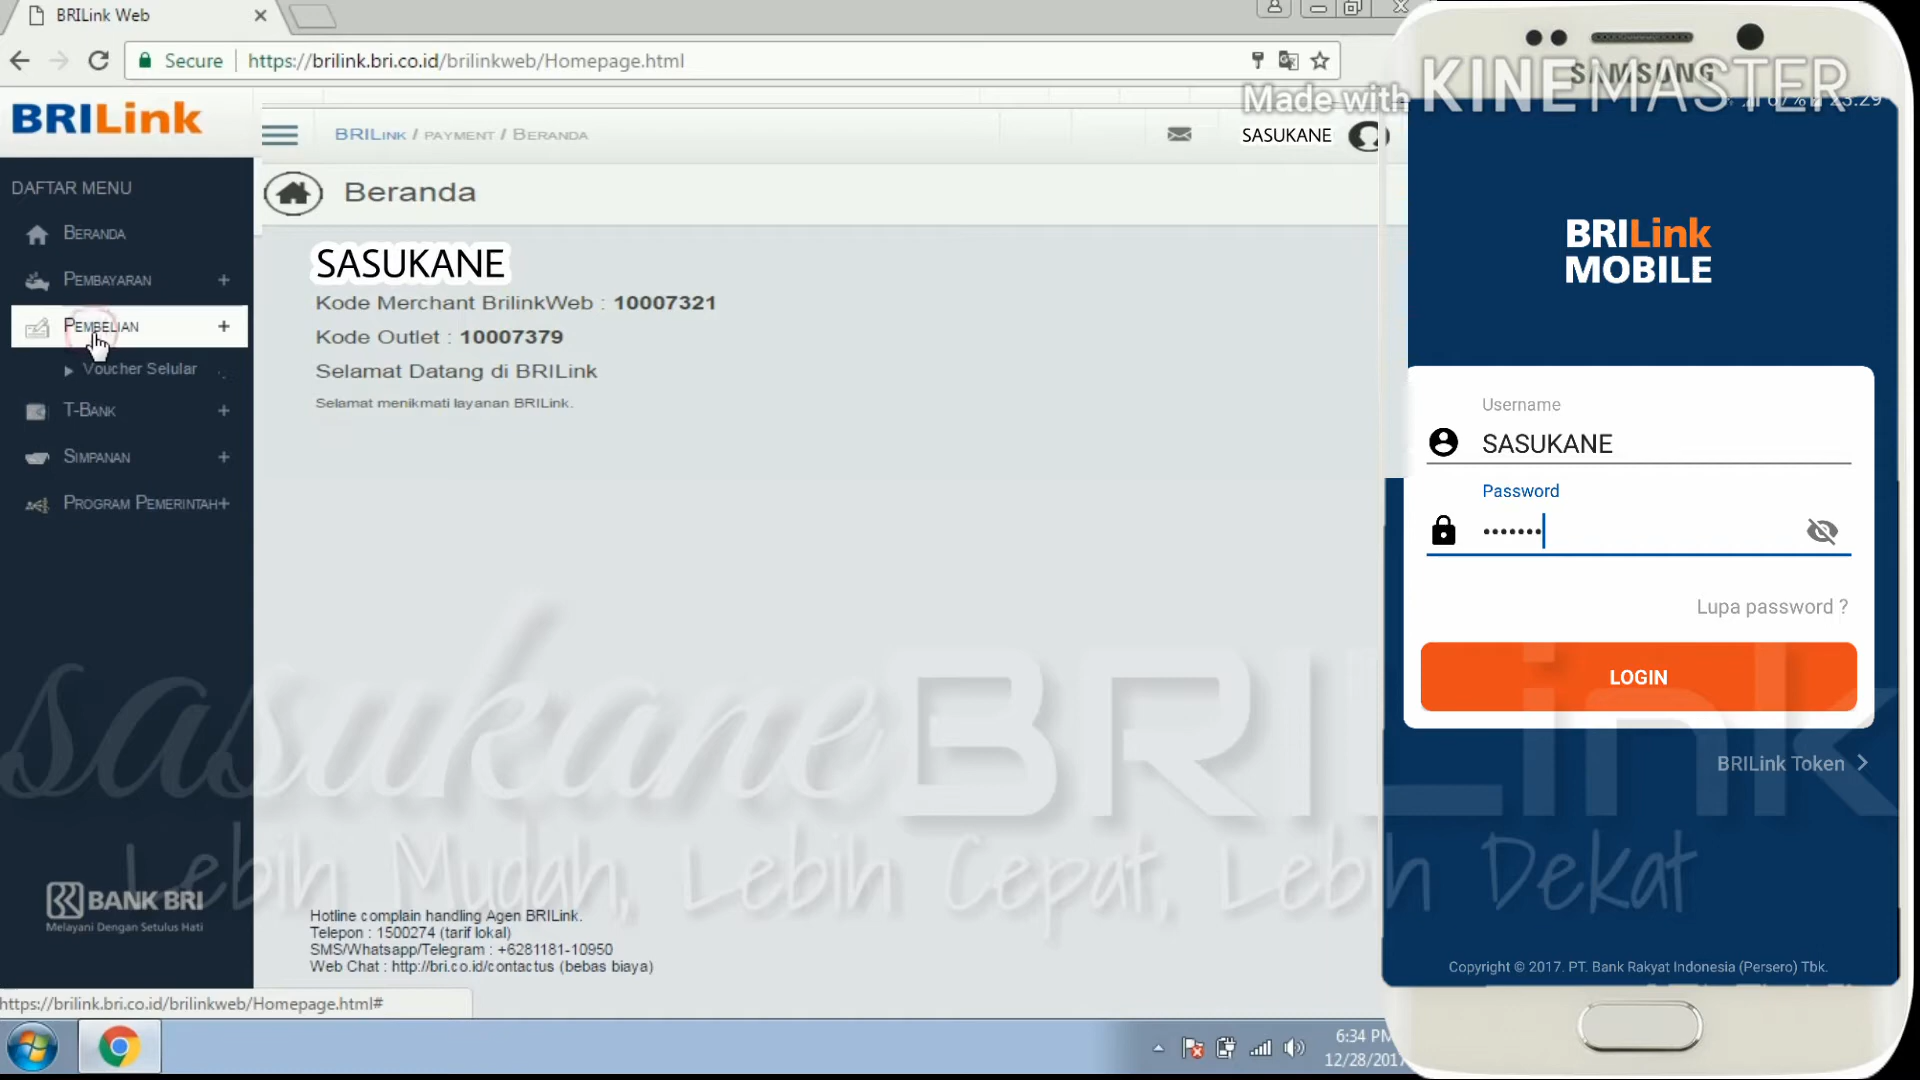 BRILink Web
Secure https://brilink.bri.co.id/brilinkweb/Homepage.html
Made with KINEMASTER
SAMSUNG
BRILink
BRILINK / PAYMENT / BERANDA
SASUKANE
DAFTAR MENU
BERANDA
PEMBAYARAN +
PEMBELIAN +
Voucher Selular
T-BANK +
SIMPANAN +
PROGRAM PEMERINTAH+
BANK BRI
Melayani Dengan Setulus Hati
Beranda
SASUKANE
Kode Merchant BrilinkWeb : 10007321
Kode Outlet : 10007379
Selamat Datang di BRILink
Selamat menikmati layanan BRILink.
sasukane BRILink
Lebih Mudah, Lebih Cepat, Lebih Dekat
Hotline complain handling Agen BRILink.
Telepon : 1500274 (tarif lokal)
SMS/Whatsapp/Telegram : +6281181-10950
Web Chat : http://bri.co.id/contactus (bebas biaya)
https://brilink.bri.co.id/brilinkweb/Homepage.html#
6:34 PM
12/28/2017
23.29
BRILink
MOBILE
Username
SASUKANE
Password
•••••••
Lupa password ?
LOGIN
BRILink Token
Copyright © 2017. PT. Bank Rakyat Indonesia (Persero) Tbk.